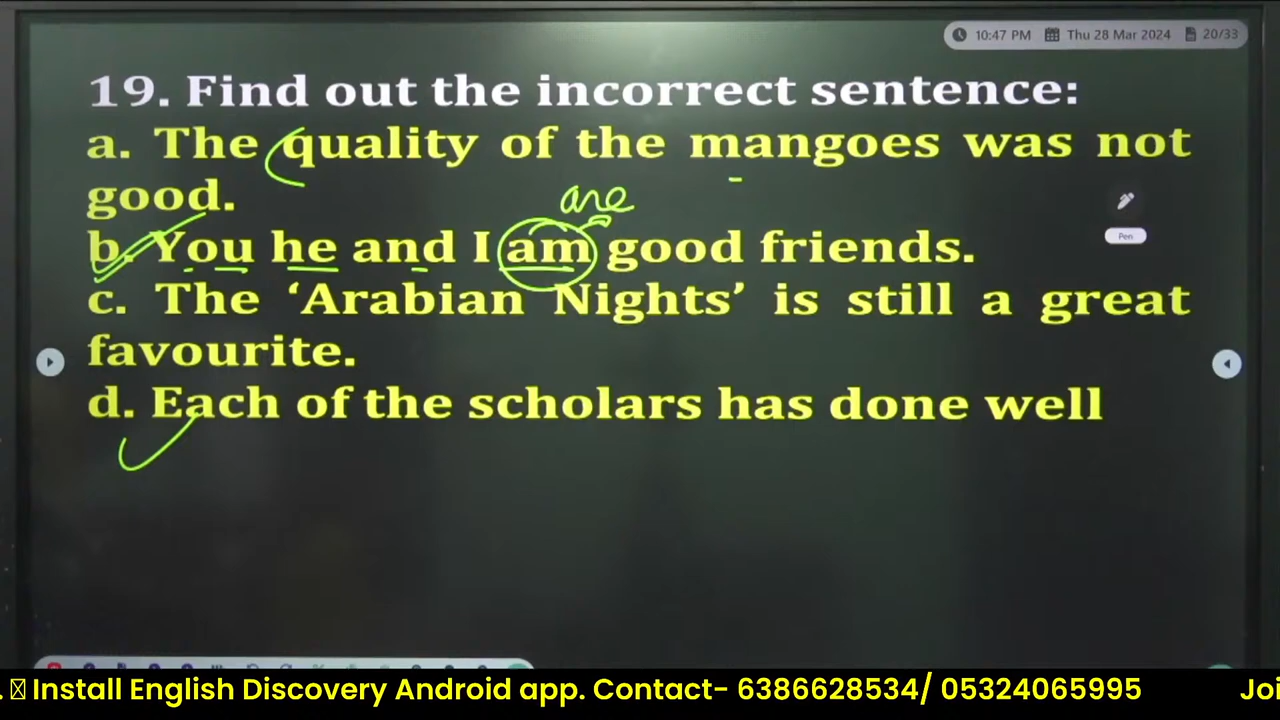 10:47 PM Thu 28 Mar 2024 20/33
19. Find out the incorrect sentence:
a. The quality of the mangoes was not
good.
are
Pen
b. You he and I am good friends.
c. The ‘Arabian Nights’ is still a great
favourite.
d. Each of the scholars has done well
. Install English Discovery Android app. Contact- 6386628534/ 05324065995 Joi